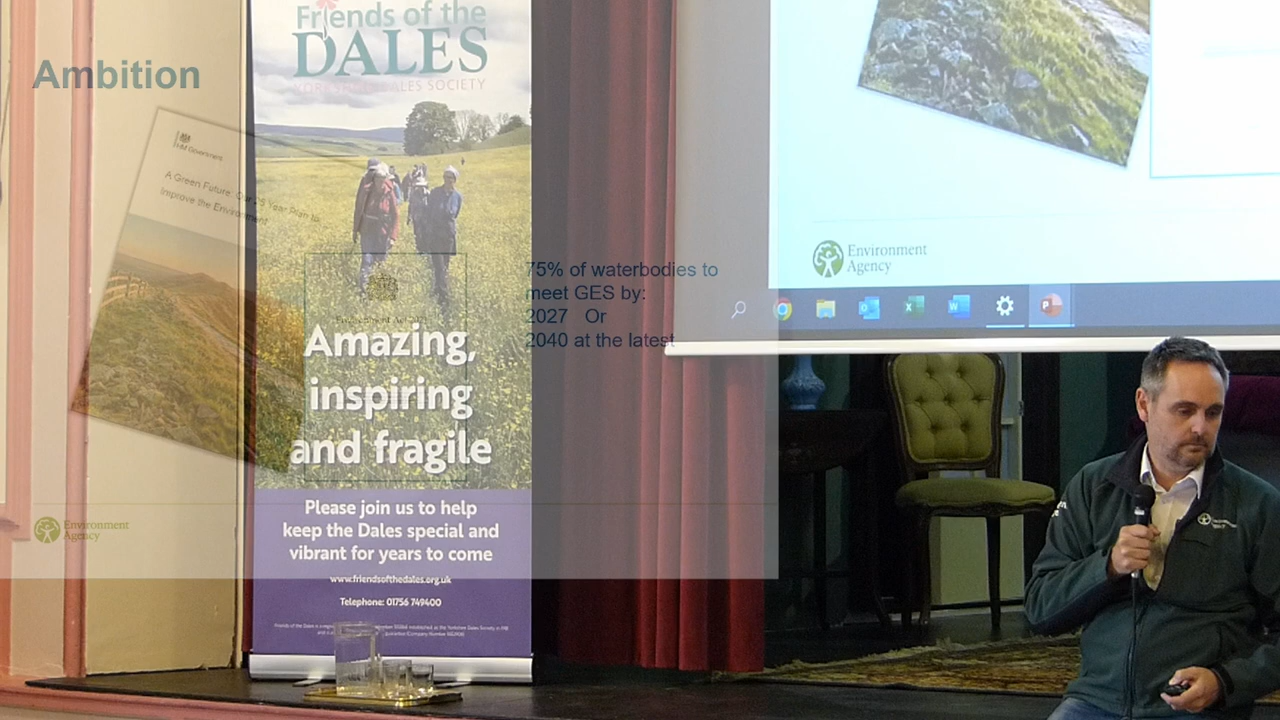 Friends of the
DALES
YORKSHIRE DALES SOCIETY
Ambition
HM Government
A Green Future: Our 25 Year Plan to
Improve the Environment
75% of waterbodies to
meet GES by:
2027 Or
2040 at the latest
Environment
Agency
Amazing,
inspiring
and fragile
Please join us to help
keep the Dales special and
vibrant for years to come
www.friendsofthedales.org.uk
Telephone: 01756 749400
Environment
Agency